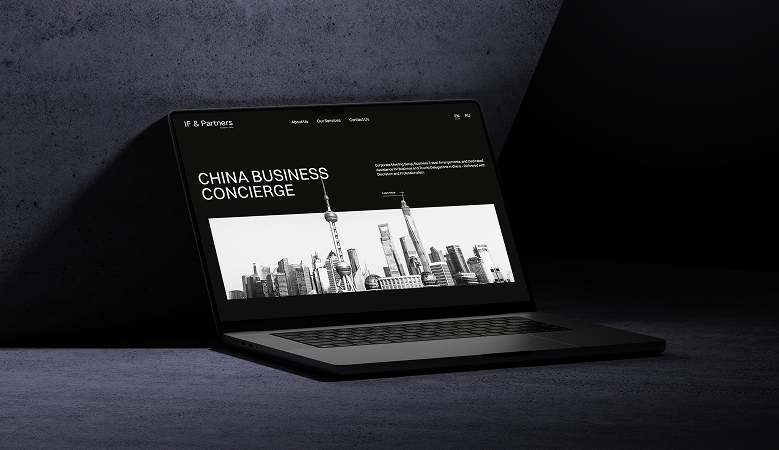 IF & Partners
About Us
Our Services
Contact Us
EN
RU
CHINA BUSINESS
CONCIERGE
Corporate Meeting Setup, Business Travel Arrangements, and Dedicated
Assistance for Business and Tourist Delegations in China – Delivered with
Discretion and Professionalism.